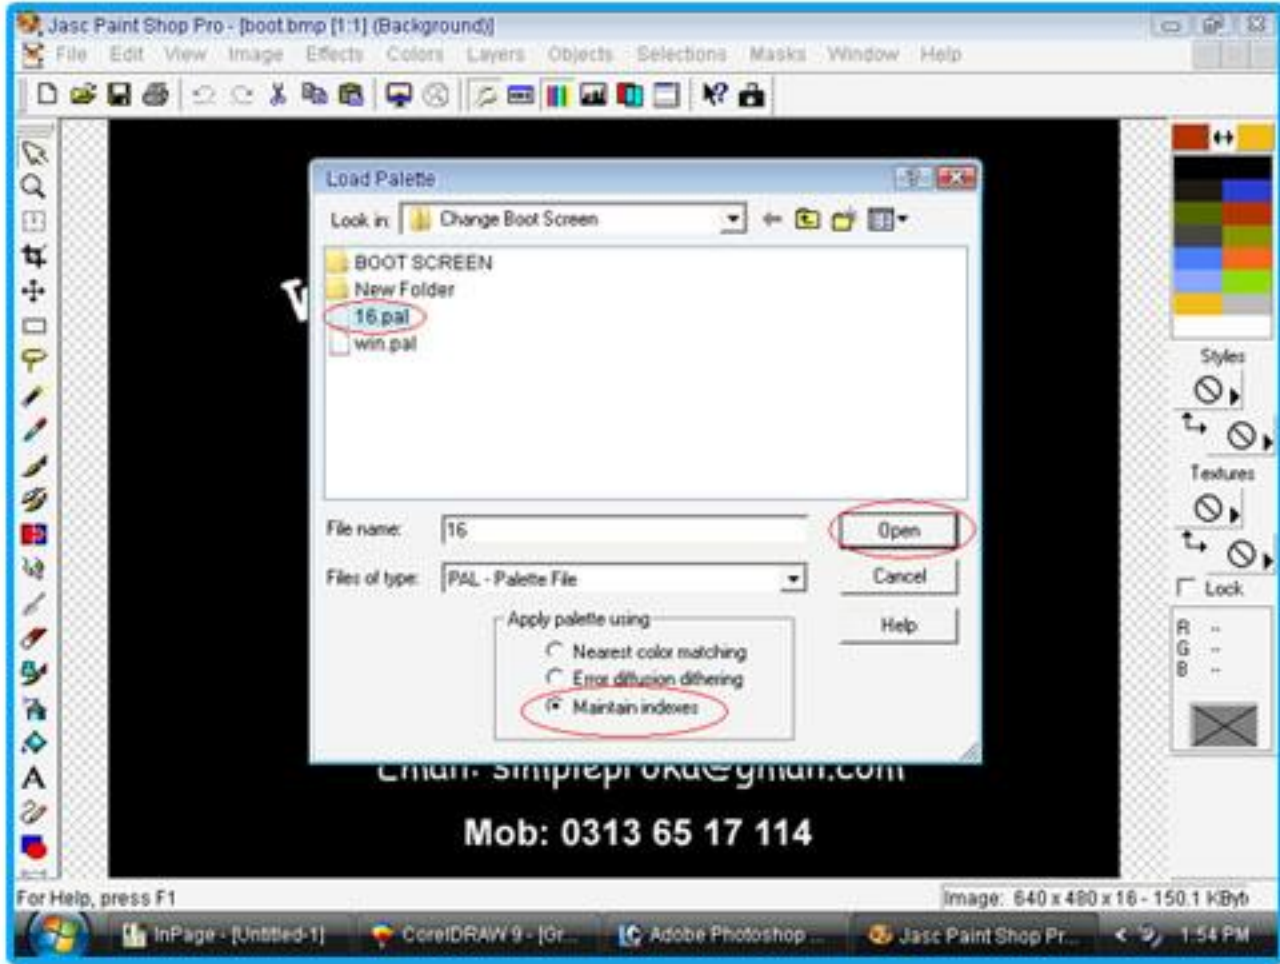 Jasc Paint Shop Pro - [boot.bmp [1:1] (Background)]
File Edit View Image Effects Colors Layers Objects Selections Masks Window Help
Load Palette
Look in: Change Boot Screen
BOOT SCREEN
New Folder
16.pal
win.pal
File name: 16 Open
Files of type: PAL - Palette File Cancel
Apply palette using Help
Nearest color matching
Error diffusion dithering
Maintain indexes
Styles
Textures
Lock
R --
G --
B --
Email:
Mob: 0313 65 17 114
For Help, press F1 Image: 640 x 480 x 16 - 150.1 KByt
InPage - [Untitled-1] CorelDRAW 9 - [Gr... Adobe Photoshop ... Jasc Paint Shop Pr... 1:54 PM